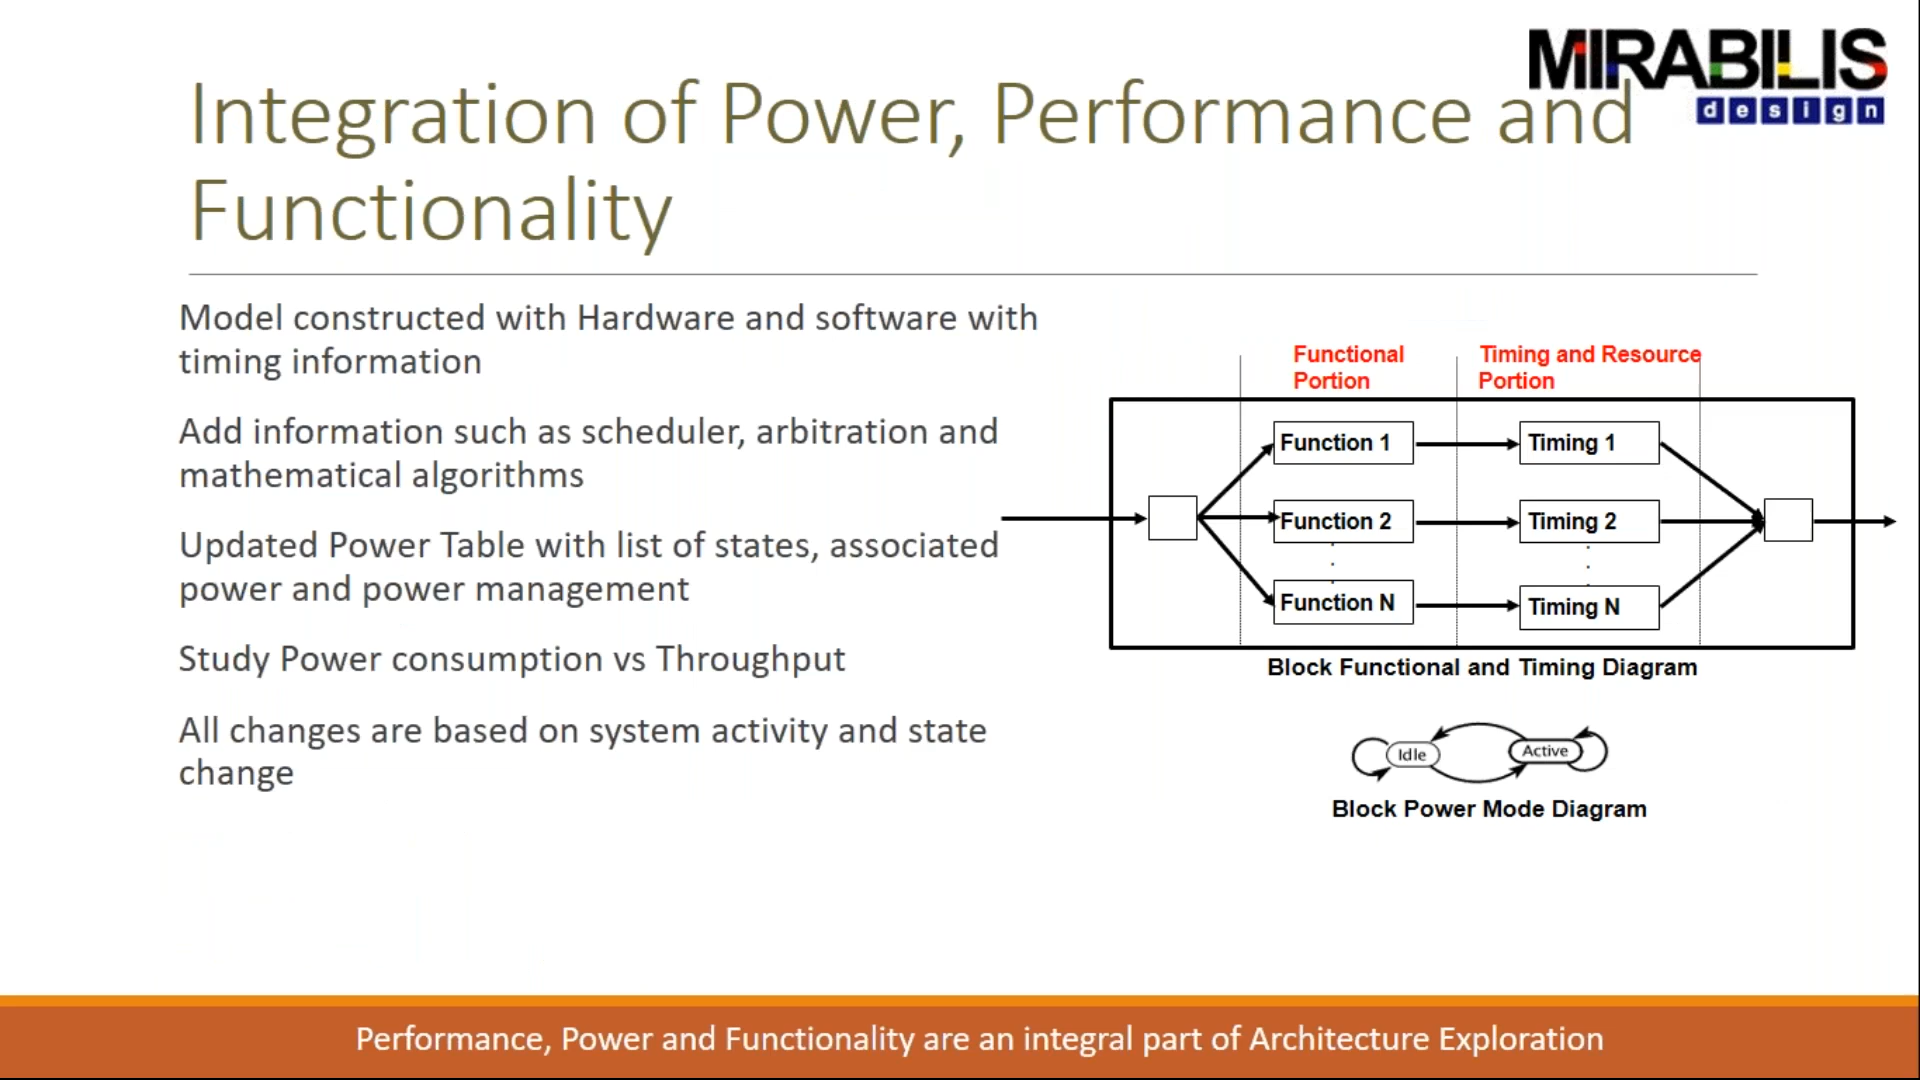 MIRABILIS
design
Integration of Power, Performance and
Functionality
Model constructed with Hardware and software with
timing information
Add information such as scheduler, arbitration and
mathematical algorithms
Updated Power Table with list of states, associated
power and power management
Study Power consumption vs Throughput
All changes are based on system activity and state
change
Functional
Portion
Timing and Resource
Portion
Function 1
Timing 1
Function 2
Timing 2
Function N
Timing N
Block Functional and Timing Diagram
Idle
Active
Block Power Mode Diagram
Performance, Power and Functionality are an integral part of Architecture Exploration